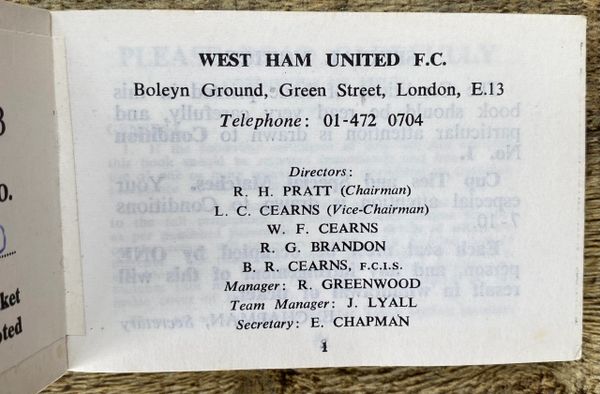 WEST HAM UNITED F.C.
Boleyn Ground, Green Street, London, E.13
Telephone: 01-472 0704
Directors:
R. H. PRATT (Chairman)
L. C. CEARNS (Vice-Chairman)
W. F. CEARNS
R. G. BRANDON
B. R. CEARNS, F.C.I.S.
Manager: R. GREENWOOD
Team Manager: J. LYALL
Secretary: E. CHAPMAN
1